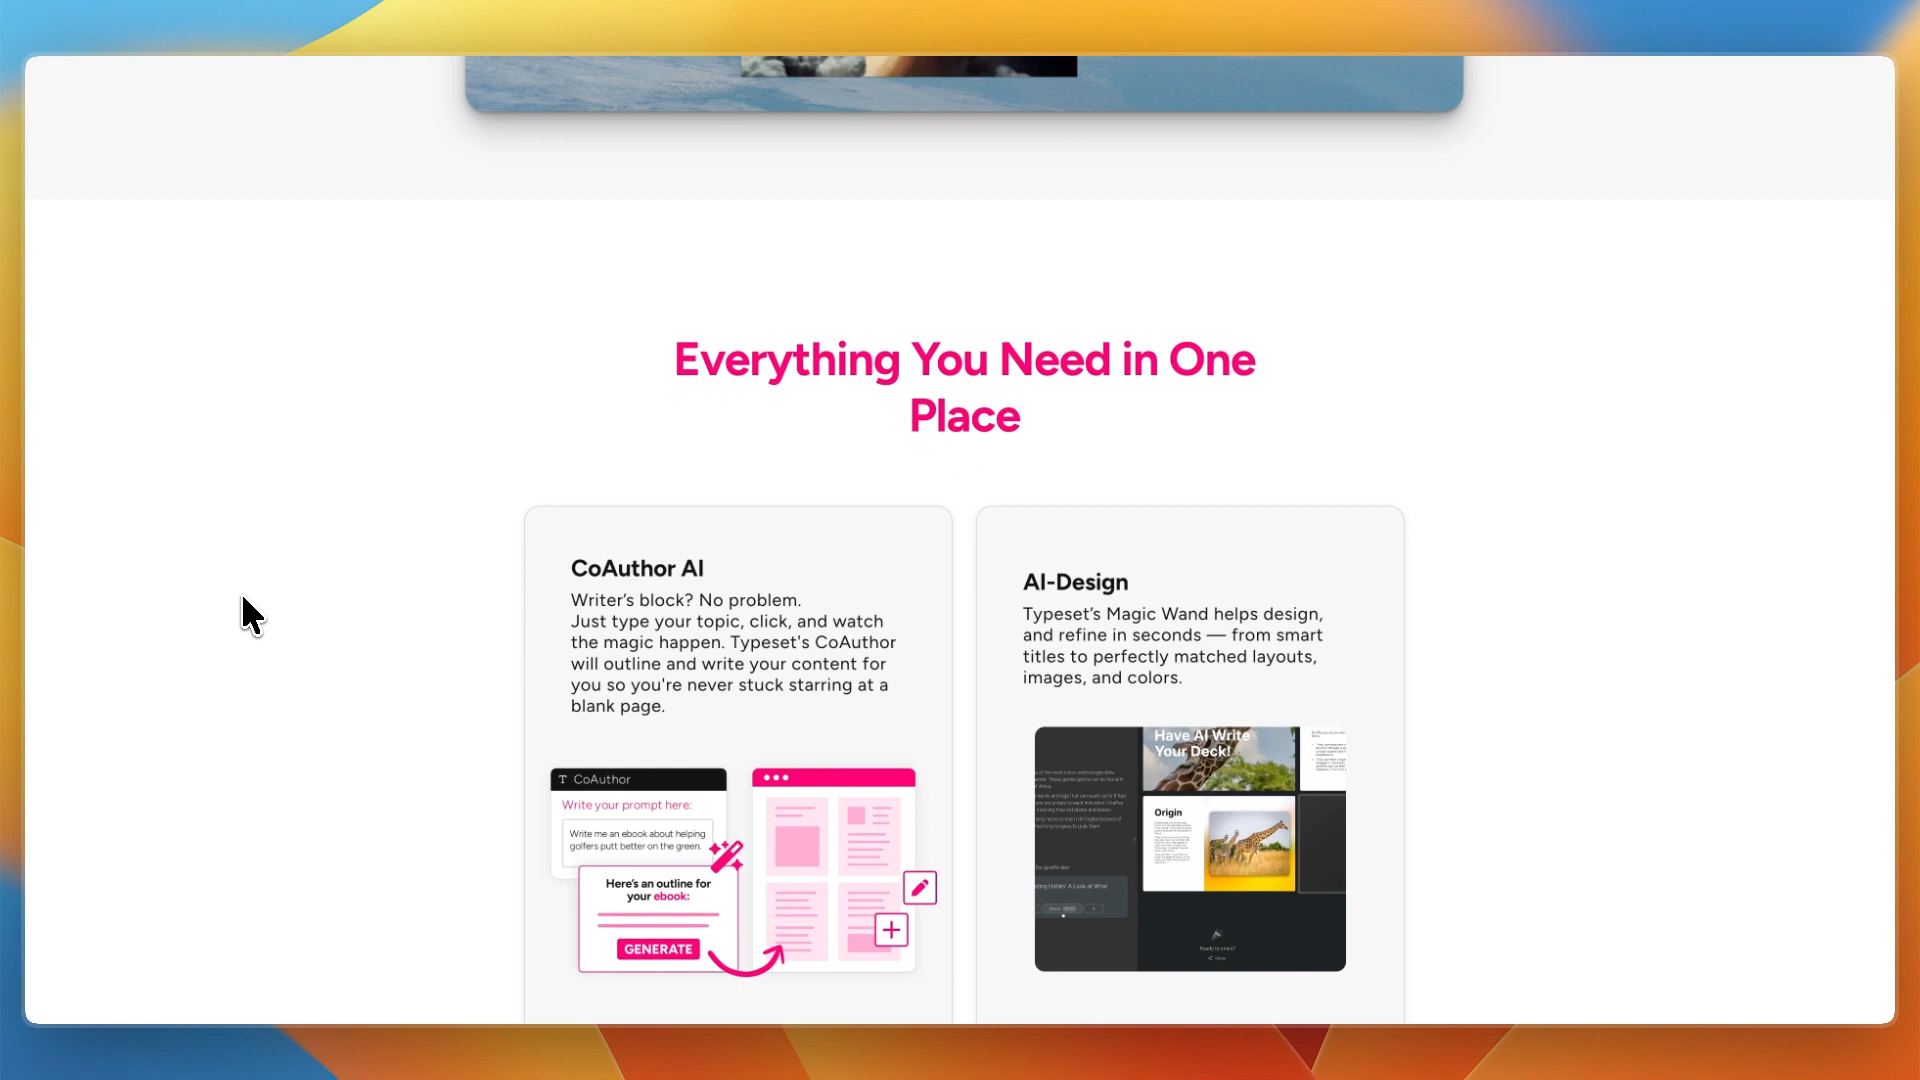 Everything You Need in One
Place
CoAuthor AI
Writer's block? No problem.
Just type your topic, click, and watch
the magic happen. Typeset's CoAuthor
will outline and write your content for
you so you're never stuck starring at a
blank page.
T CoAuthor
Write your prompt here:
Write me an ebook about helping
golfers putt better on the green.
Here's an outline for
your ebook:
GENERATE
AI-Design
Typeset's Magic Wand helps design,
and refine in seconds — from smart
titles to perfectly matched layouts,
images, and colors.
Have AI Write
Your Deck!
Origin
Ready to share?
Share